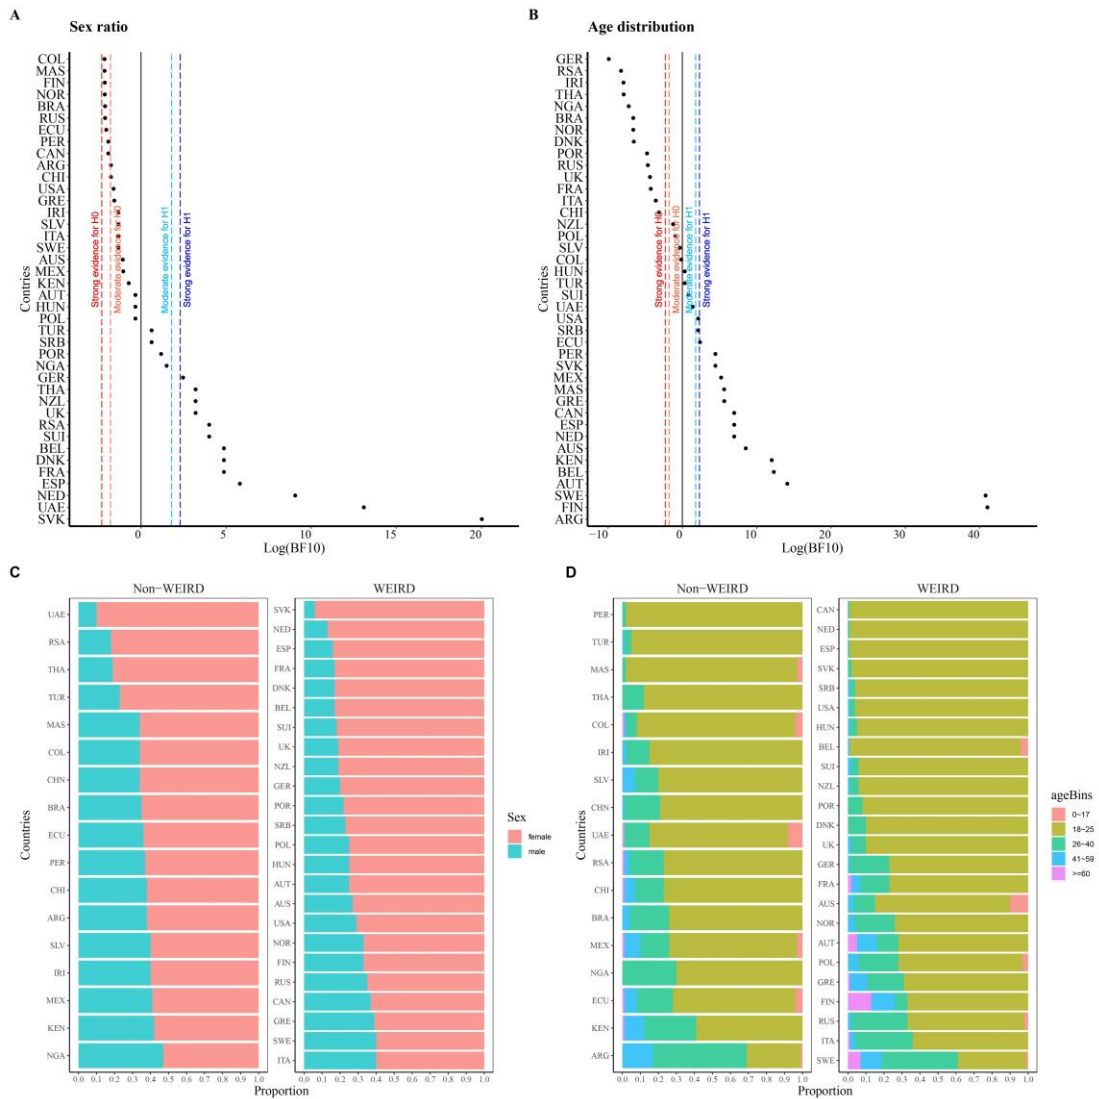 A
Sex ratio
COL
MAS
FIN
NOR
BRA
RUS
ECU
PER
CAN
ARG
CHI
USA
GRE
IRI
SLV
ITA
SWE
AUS
MEX
KEN
AUT
HUN
POL
TUR
SRB
POR
NGA
GER
THA
NZL
UK
RSA
SUI
BEL
DNK
FRA
ESP
NED
UAE
SVK
Contries
Strong evidence for H0
Moderate evidence for H0
Moderate evidence for H1
Strong evidence for H1
0 5 10 15 20
Log(BF10)
B
Age distribution
GER
RSA
IRI
THA
NGA
BRA
NOR
DNK
POR
RUS
UK
FRA
ITA
CHI
NZL
POL
SLV
COL
HUN
TUR
SUI
UAE
USA
SRB
ECU
PER
SVK
MEX
MAS
GRE
CAN
ESP
NED
AUS
KEN
BEL
AUT
SWE
FIN
ARG
Contries
Strong evidence for H0
Moderate evidence for H0
Moderate evidence for H1
Strong evidence for H1
−10 0 10 20 30 40
Log(BF10)
C
Non−WEIRD
UAE
RSA
THA
TUR
MAS
COL
CHN
BRA
ECU
PER
CHI
ARG
SLV
IRI
MEX
KEN
NGA
Countries
0.0 0.1 0.2 0.3 0.4 0.5 0.6 0.7 0.8 0.9 1.0
WEIRD
SVK
NED
ESP
FRA
DNK
BEL
SUI
UK
NZL
GER
POR
SRB
POL
HUN
AUT
AUS
USA
NOR
FIN
RUS
CAN
GRE
SWE
ITA
0.0 0.1 0.2 0.3 0.4 0.5 0.6 0.7 0.8 0.9 1.0
Proportion
Sex
female
male
D
Non−WEIRD
PER
TUR
MAS
THA
COL
IRI
SLV
CHN
UAE
RSA
CHI
BRA
MEX
NGA
ECU
KEN
ARG
Countries
0.0 0.1 0.2 0.3 0.4 0.5 0.6 0.7 0.8 0.9 1.0
WEIRD
CAN
NED
ESP
SVK
SRB
USA
HUN
BEL
SUI
NZL
POR
DNK
UK
GER
FRA
AUS
NOR
AUT
POL
GRE
FIN
RUS
ITA
SWE
0.0 0.1 0.2 0.3 0.4 0.5 0.6 0.7 0.8 0.9 1.0
Proportion
ageBins
0~17
18~25
26~40
41~59
>=60